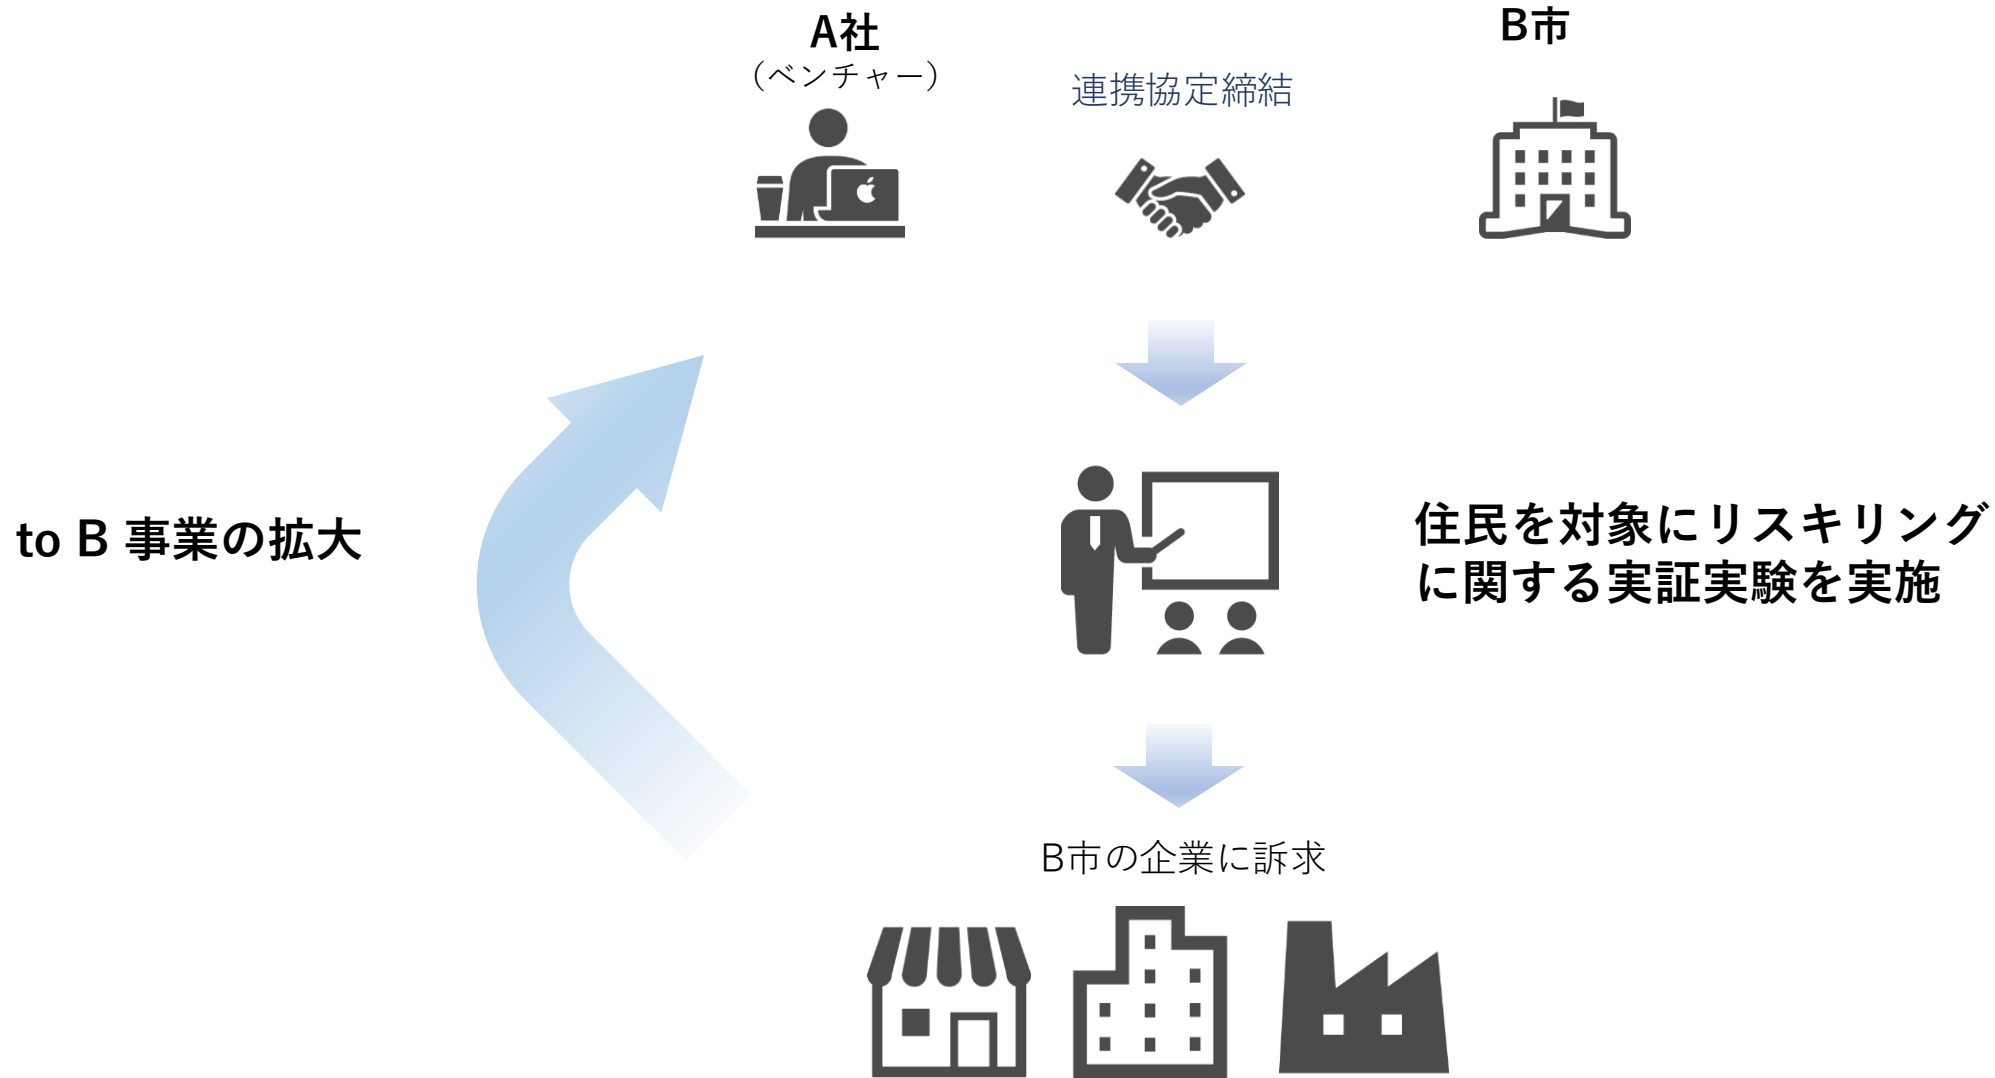 A社
（ベンチャー）
連携協定締結
B市
to B 事業の拡大
住民を対象にリスキリング
に関する実証実験を実施
B市の企業に訴求